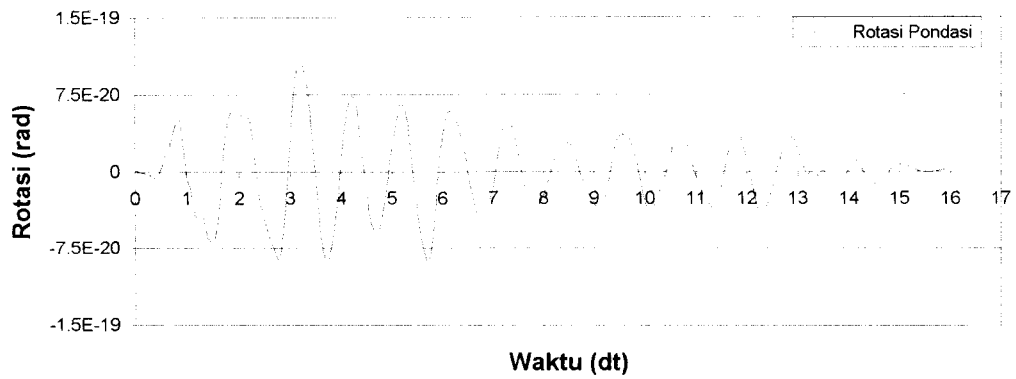 1.5E-19
Rotasi Pondasi
7.5E-20
0
-7.5E-20
-1.5E-19
Rotasi (rad)
0 1 2 3 4 5 6 7 8 9 10 11 12 13 14 15 16 17
Waktu (dt)